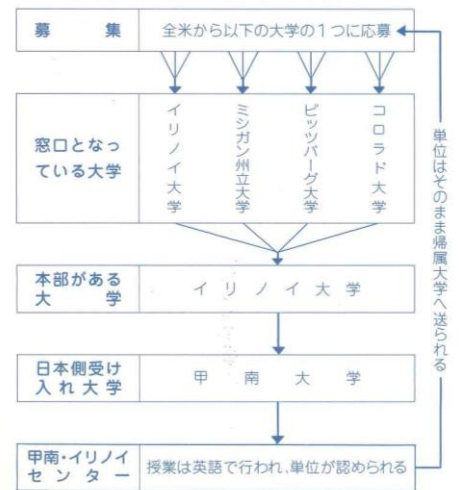 募集
全米から以下の大学の1つに応募
窓口となっ
ている大学
イリノイ大学
ミシガン州立大学
ピッツバーグ大学
コロラド大学
単位はそのまま帰属大学へ送られる
本部がある
大学
イリノイ大学
日本側受け
入れ大学
甲南大学
甲南・イリノイ
センター
授業は英語で行われ、単位が認められる